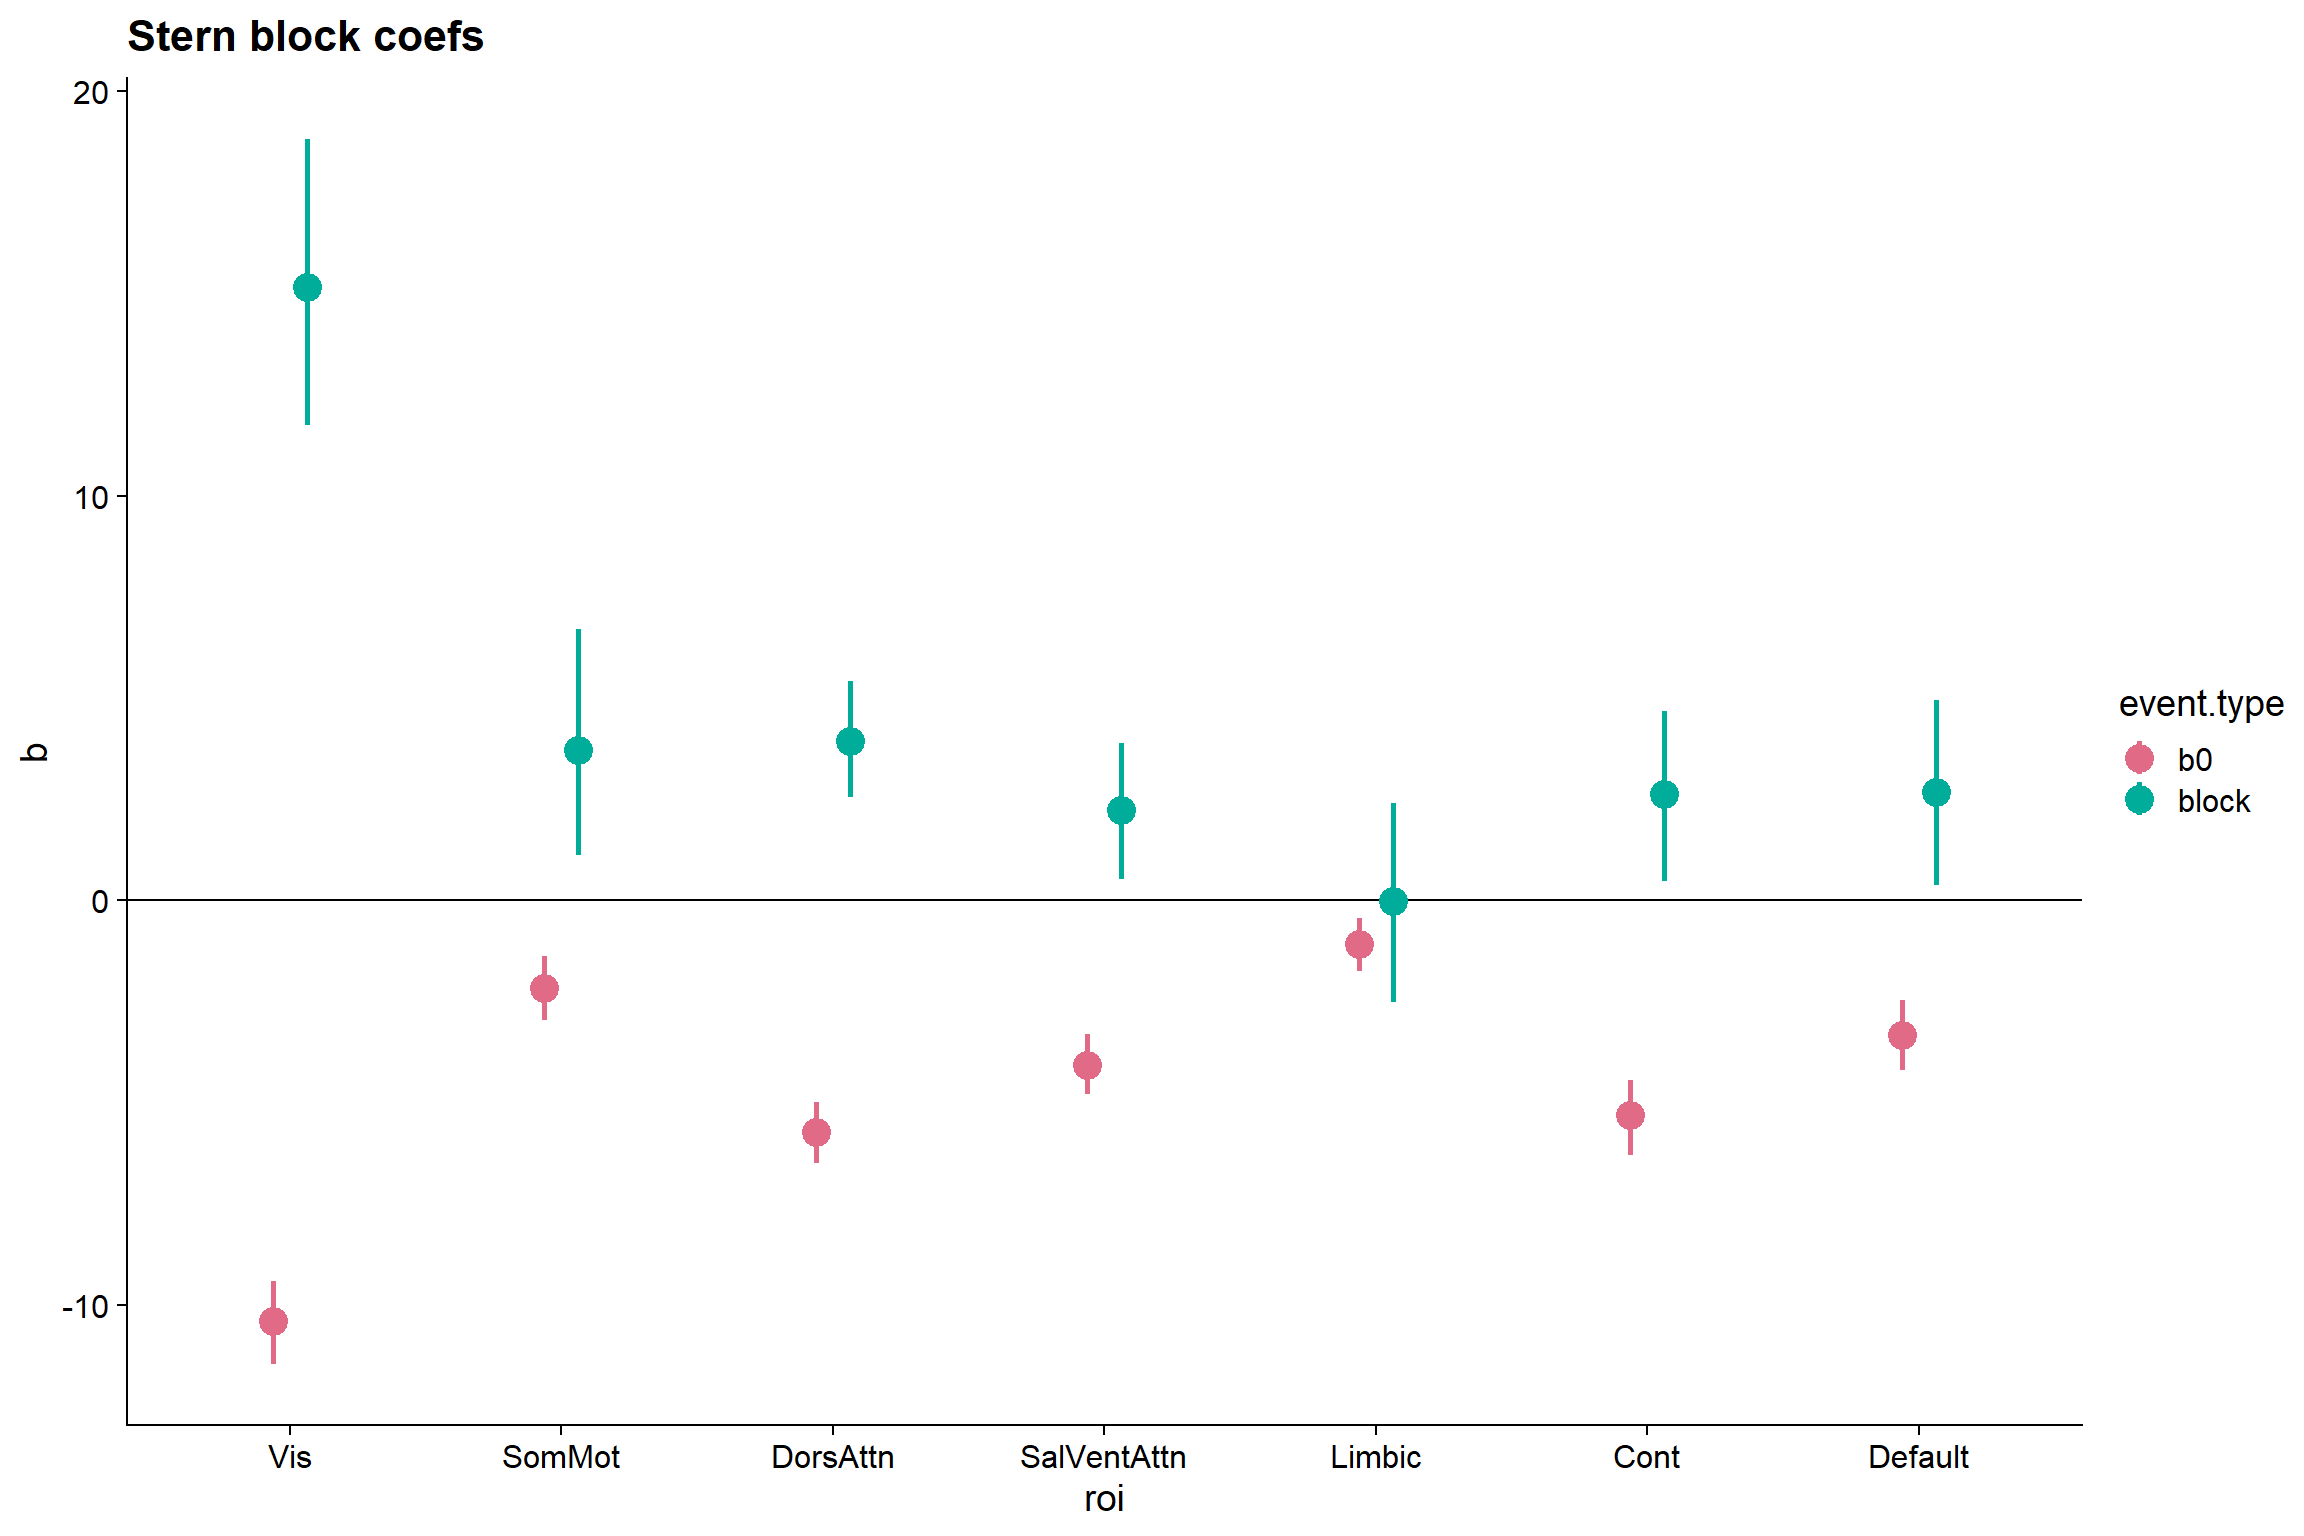 Stern block coefs
20
10
0
-10
b
Vis SomMot DorsAttn SalVentAttn Limbic Cont Default
roi
event.type
b0
block